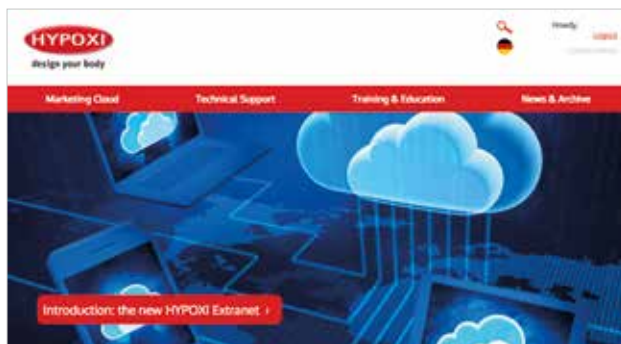 HYPOXI
design your body
Howdy,
Logout
Marketing Cloud
Technical Support
Training & Education
News & Archive
Introduction: the new HYPOXI Extranet ›